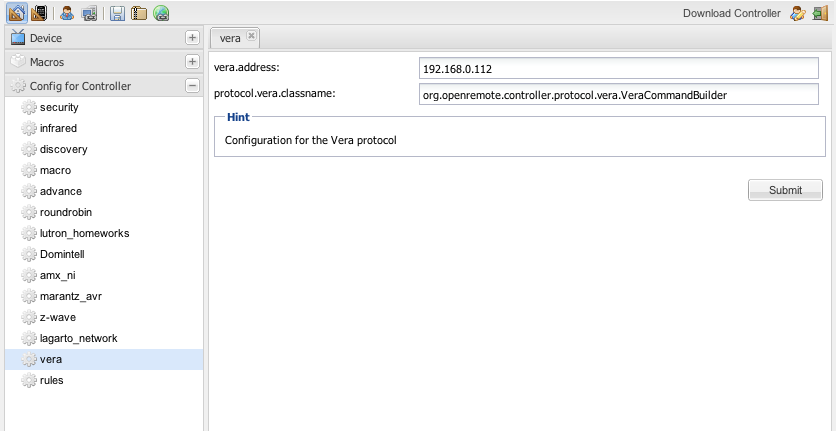 Download Controller
Device
Macros
Config for Controller
security
infrared
discovery
macro
advance
roundrobin
lutron_homeworks
Domintell
amx_ni
marantz_avr
z-wave
lagarto_network
vera
rules
vera
vera.address:
192.168.0.112
protocol.vera.classname:
org.openremote.controller.protocol.vera.VeraCommandBuilder
Hint
Configuration for the Vera protocol
Submit